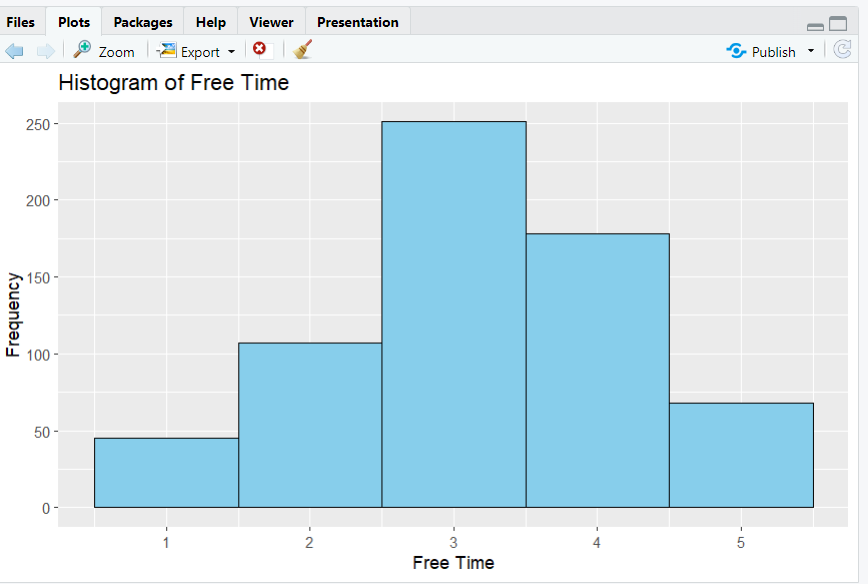 Files Plots Packages Help Viewer Presentation
Zoom Export Publish
Histogram of Free Time
250
200
150
100
50
0
Frequency
1 2 3 4 5
Free Time